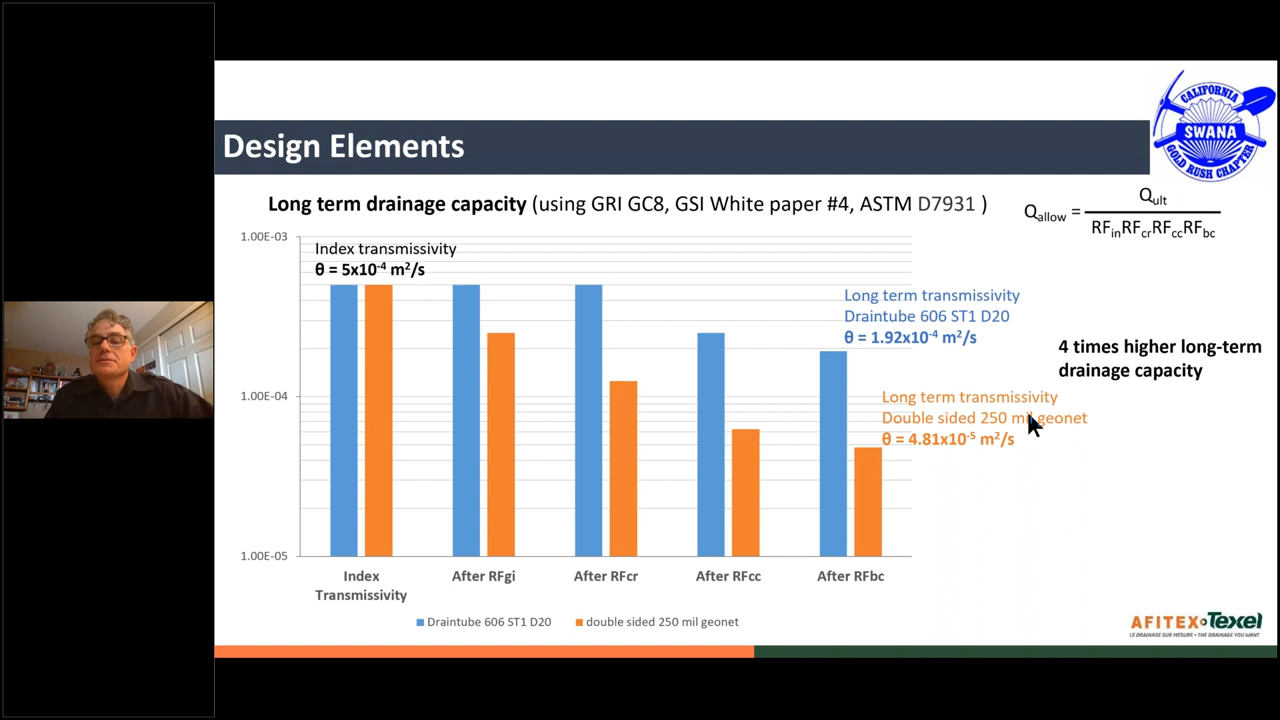 CALIFORNIA
SWANA
GOLD RUSH CHAPTER
Design Elements
Long term drainage capacity (using GRI GC8, GSI White paper #4, ASTM D7931 )
Q_allow = Q_ult / RF_in RF_cr RF_cc RF_bc
1.00E-03
Index transmissivity
θ = 5x10⁻⁴ m²/s
Long term transmissivity
Draintube 606 ST1 D20
θ = 1.92x10⁻⁴ m²/s
4 times higher long-term
drainage capacity
1.00E-04
Long term transmissivity
Double sided 250 mil geonet
θ = 4.81x10⁻⁵ m²/s
1.00E-05
Index
Transmissivity
After RFgi
After RFcr
After RFcc
After RFbc
Draintube 606 ST1 D20
double sided 250 mil geonet
AFITEX Texel
LE DRAINAGE SUR MESURE • THE DRAINAGE YOU WANT